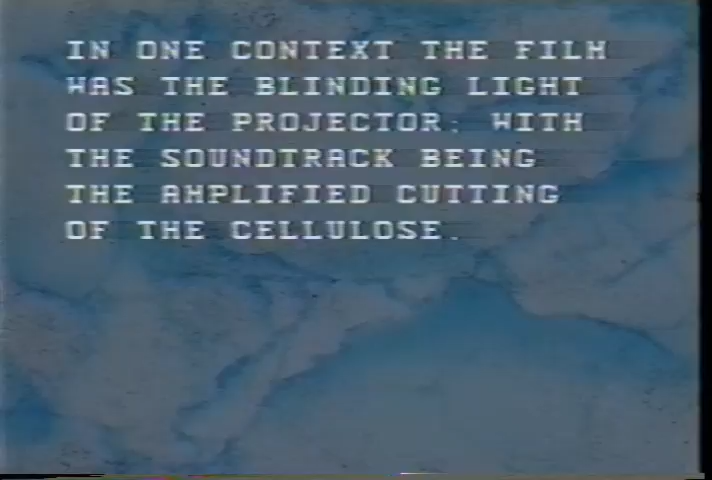 IN ONE CONTEXT THE FILM
WAS THE BLINDING LIGHT
OF THE PROJECTOR; WITH
THE SOUNDTRACK BEING
THE AMPLIFIED CUTTING
OF THE CELLULOSE.